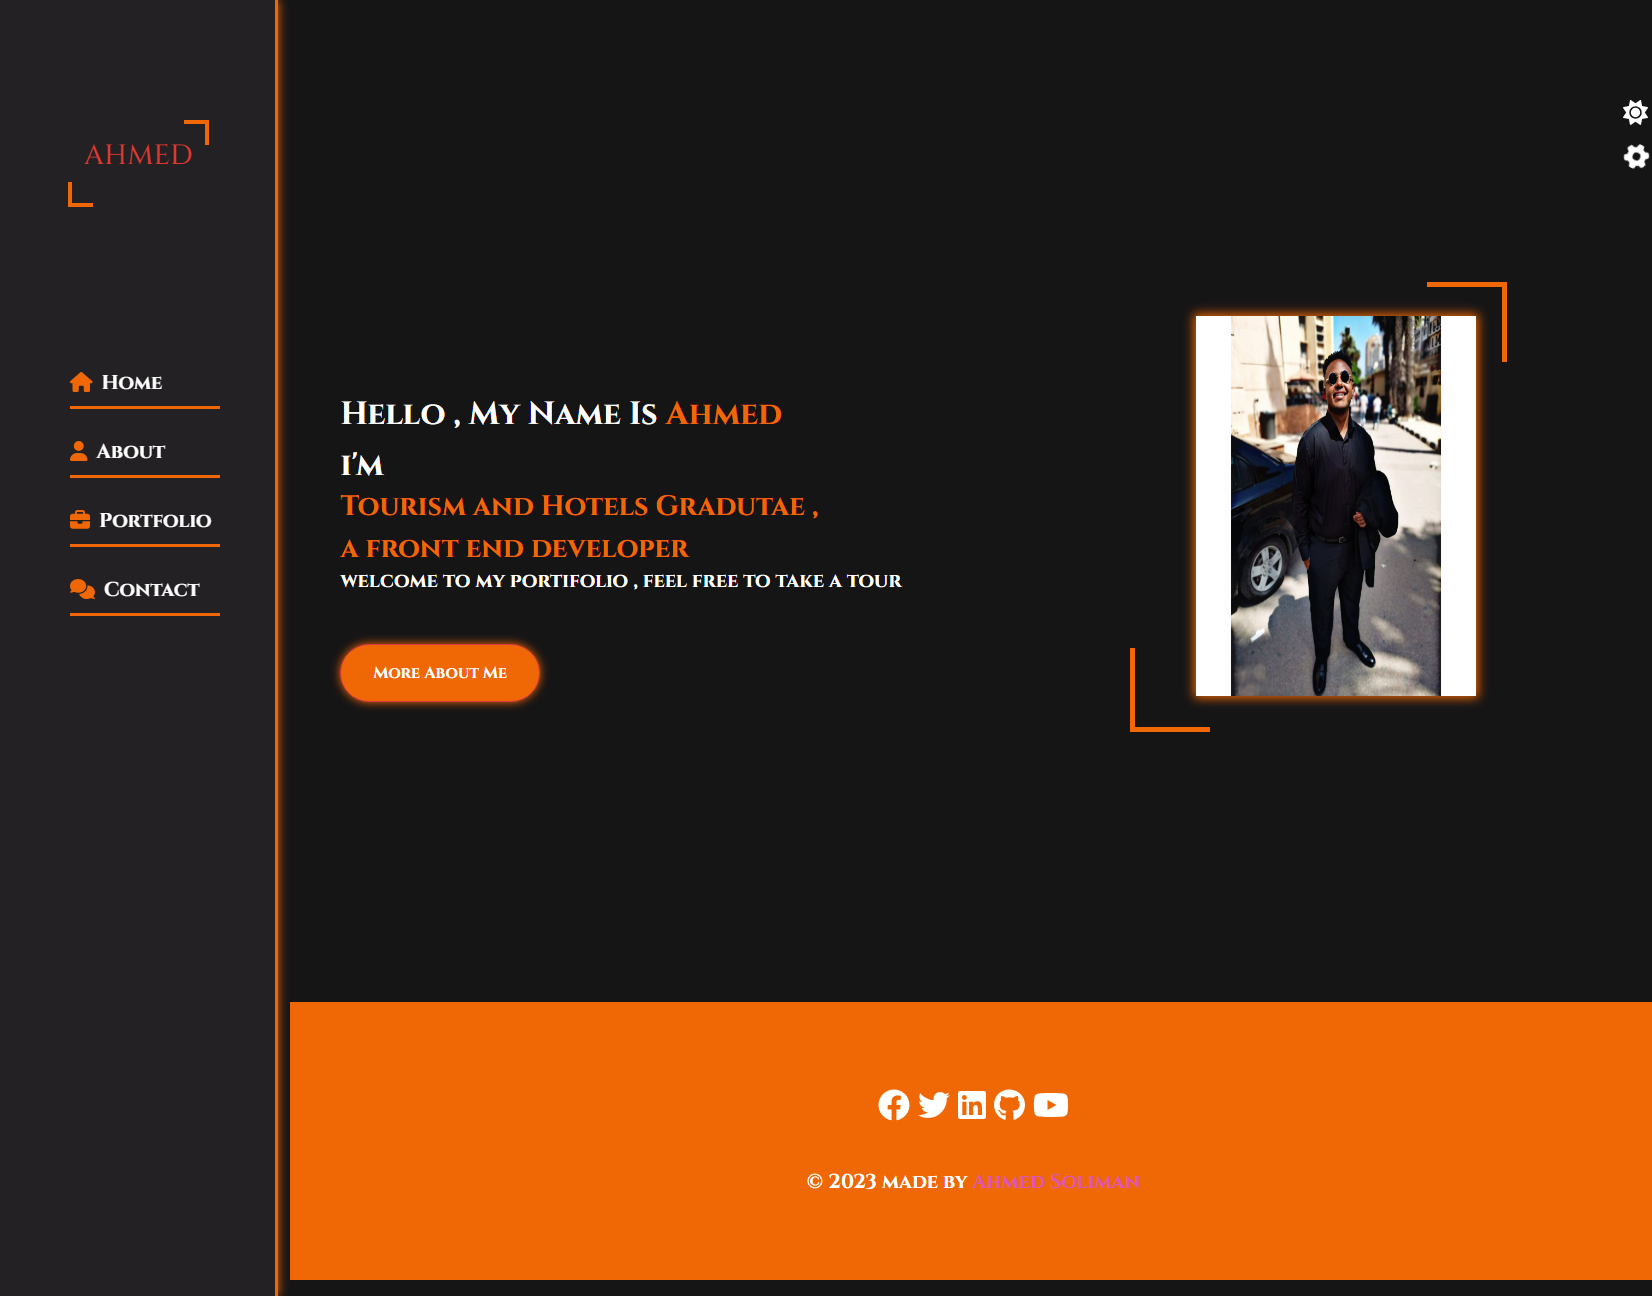 AHMED
Home
About
Portfolio
Contact
Hello , My Name Is Ahmed
i'm
Tourism and Hotels Gradutae ,
a front end developer
welcome to my portifolio , feel free to take a tour
More About Me
© 2023 made by Ahmed Soliman